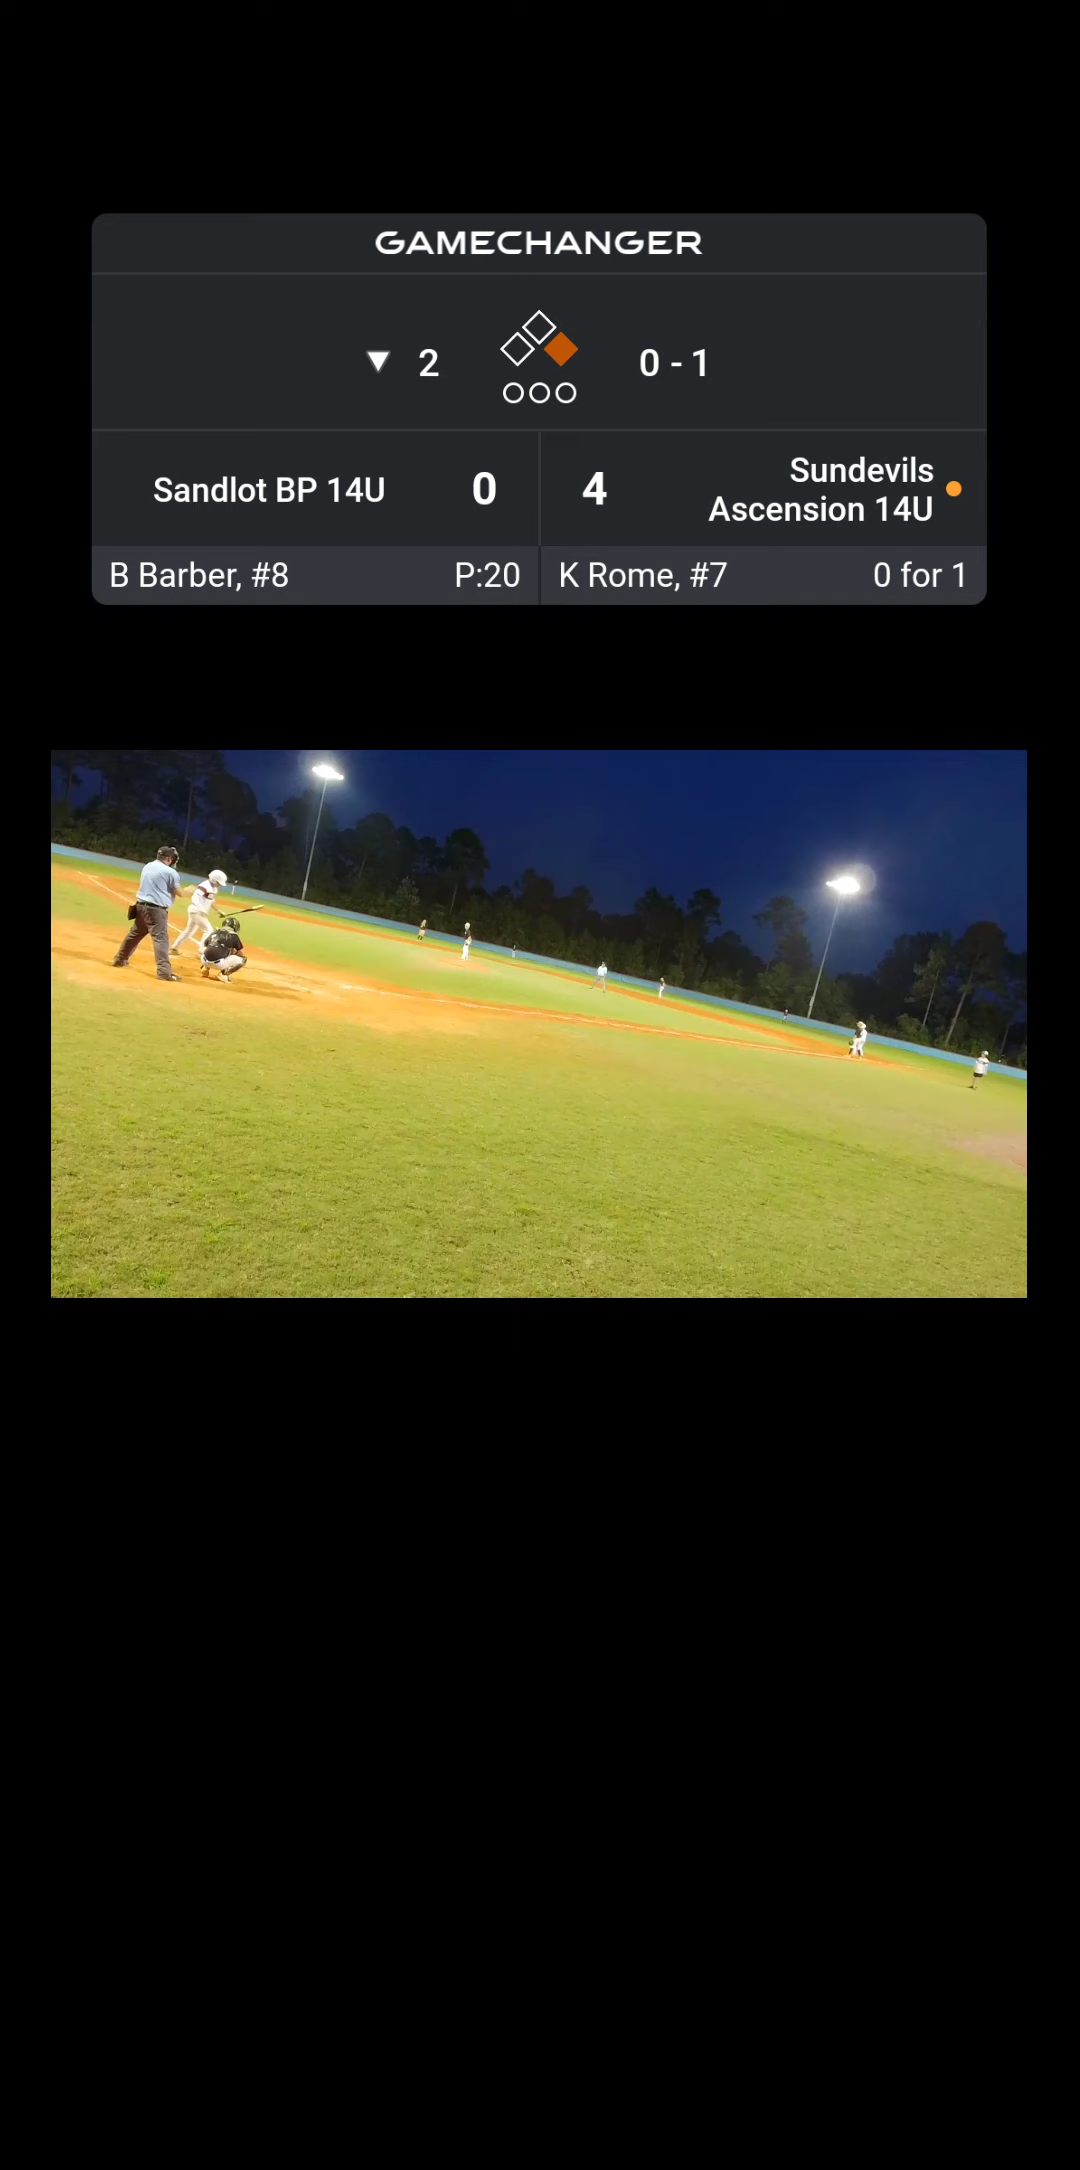 GAMECHANGER
▼ 2 0 - 1
Sandlot BP 14U 0 4 Sundevils
Ascension 14U
B Barber, #8 P:20 K Rome, #7 0 for 1